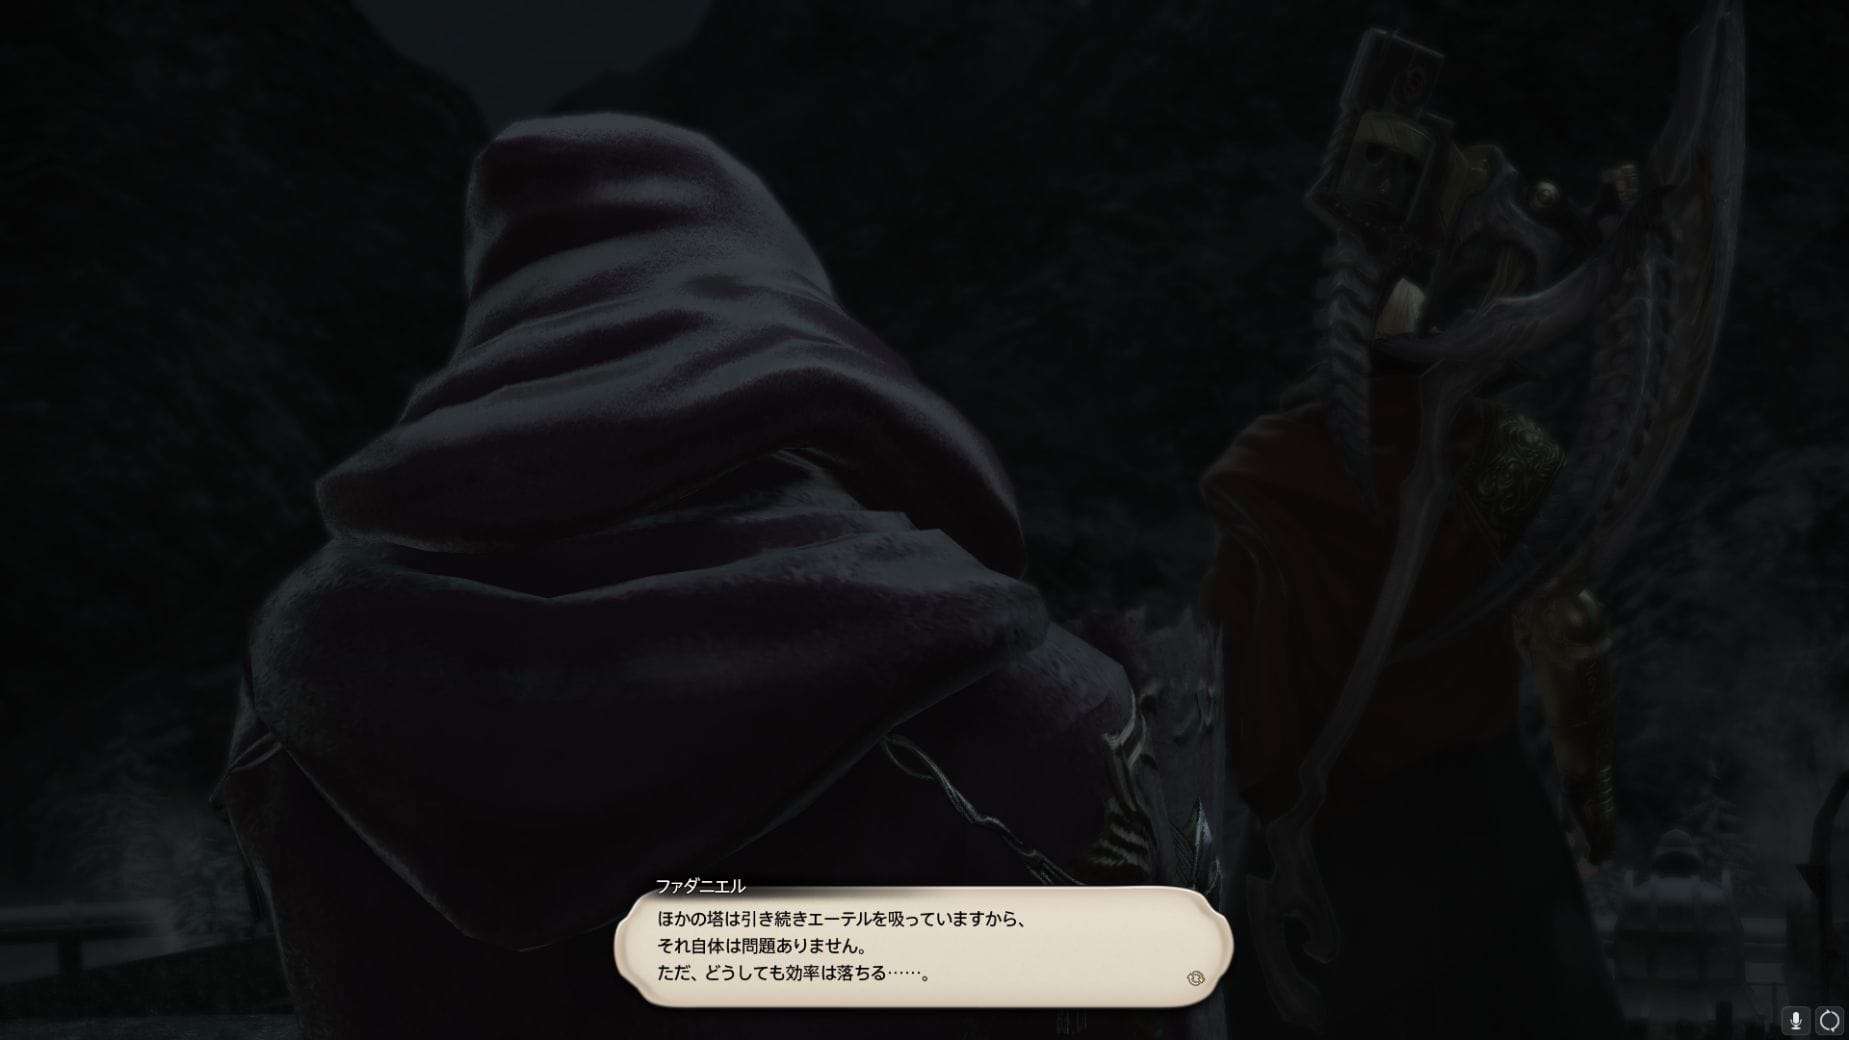 ファダニエル
ほかの塔は引き続きエーテルを吸っていますから、
それ自体は問題ありません。
ただ、どうしても効率は落ちる……。